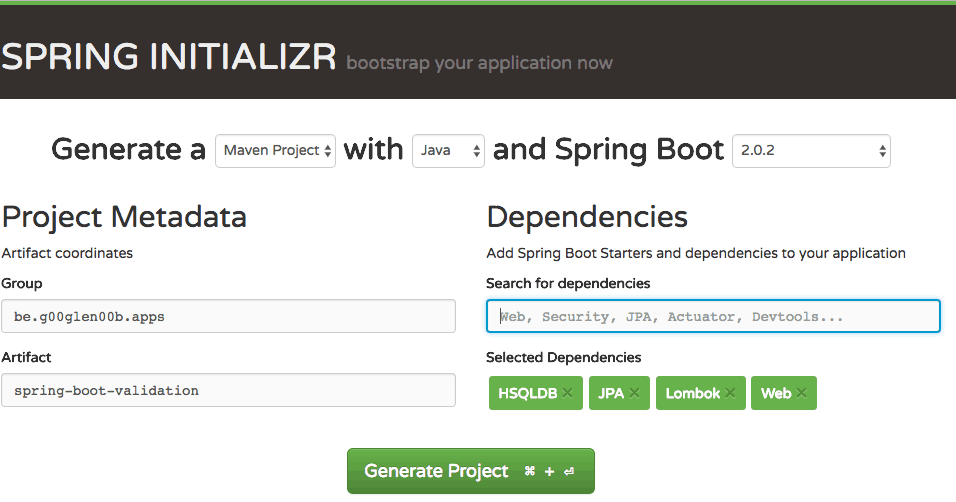 SPRING INITIALIZR bootstrap your application now
Generate a Maven Project with Java and Spring Boot 2.0.2
Project Metadata
Artifact coordinates
Group
be.g00glen00b.apps
Artifact
spring-boot-validation
Dependencies
Add Spring Boot Starters and dependencies to your application
Search for dependencies
Web, Security, JPA, Actuator, Devtools...
Selected Dependencies
HSQLDB × JPA × Lombok × Web ×
Generate Project ⌘ + ⏎